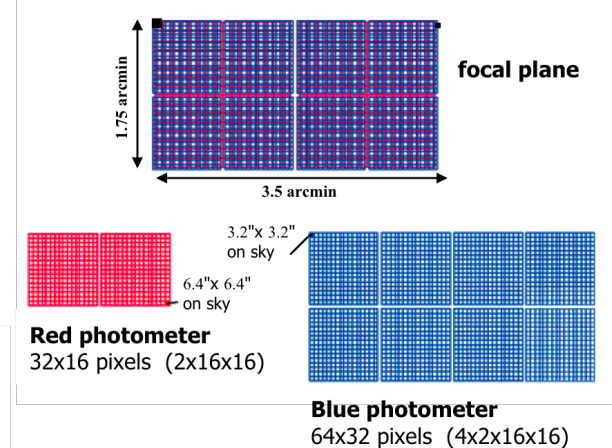 focal plane
1.75 arcmin
3.5 arcmin
3.2"x 3.2"
on sky
6.4"x 6.4"
on sky
Red photometer
32x16 pixels (2x16x16)
Blue photometer
64x32 pixels (4x2x16x16)